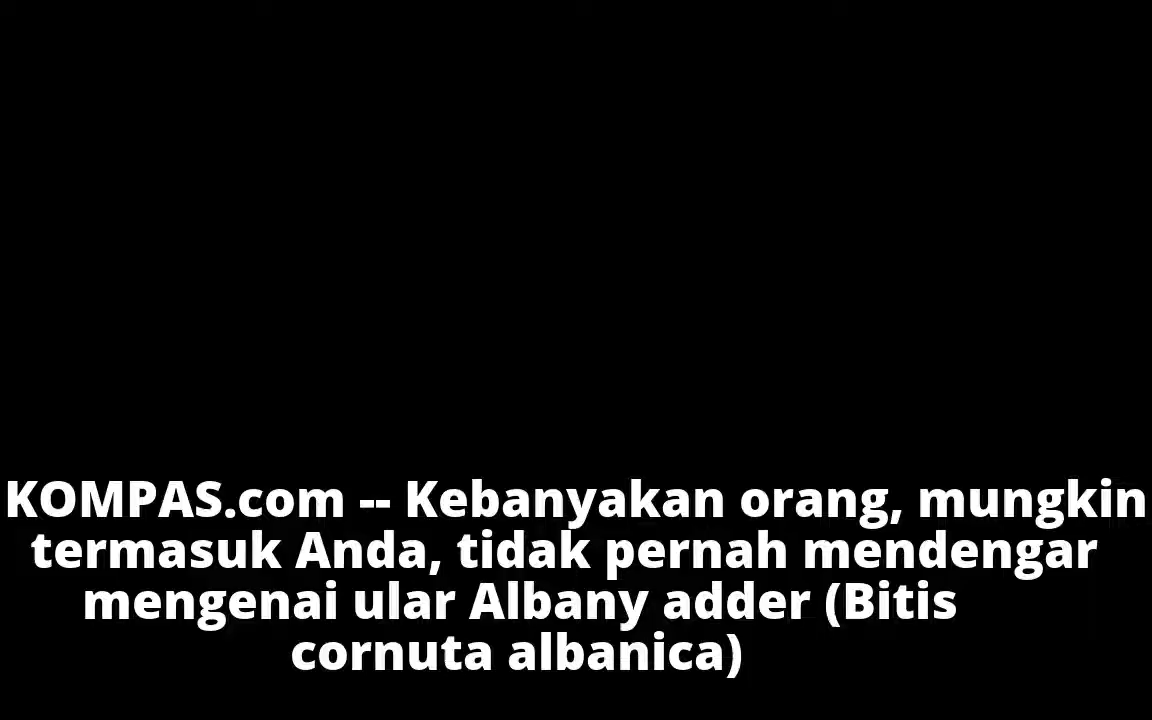 KOMPAS.com -- Kebanyakan orang, mungkin
termasuk Anda, tidak pernah mendengar
mengenai ular Albany adder (Bitis
cornuta albanica)